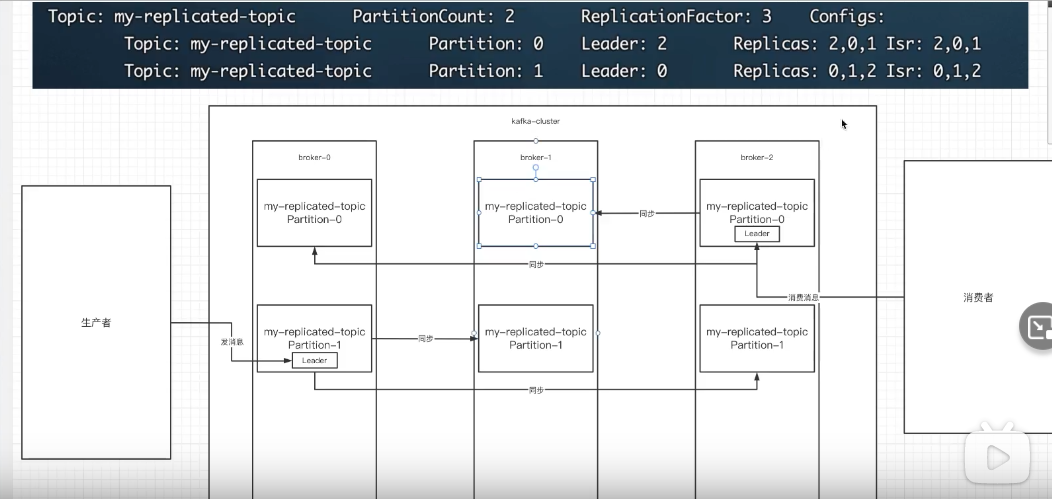 Topic: my-replicated-topic PartitionCount: 2 ReplicationFactor: 3 Configs:
Topic: my-replicated-topic Partition: 0 Leader: 2 Replicas: 2,0,1 Isr: 2,0,1
Topic: my-replicated-topic Partition: 1 Leader: 0 Replicas: 0,1,2 Isr: 0,1,2
kafka-cluster
broker-0
broker-1
broker-2
my-replicated-topic
Partition-0
my-replicated-topic
Partition-0
同步
my-replicated-topic
Partition-0
Leader
同步
消费消息
消费者
生产者
发消息
my-replicated-topic
Partition-1
Leader
同步
my-replicated-topic
Partition-1
my-replicated-topic
Partition-1
同步